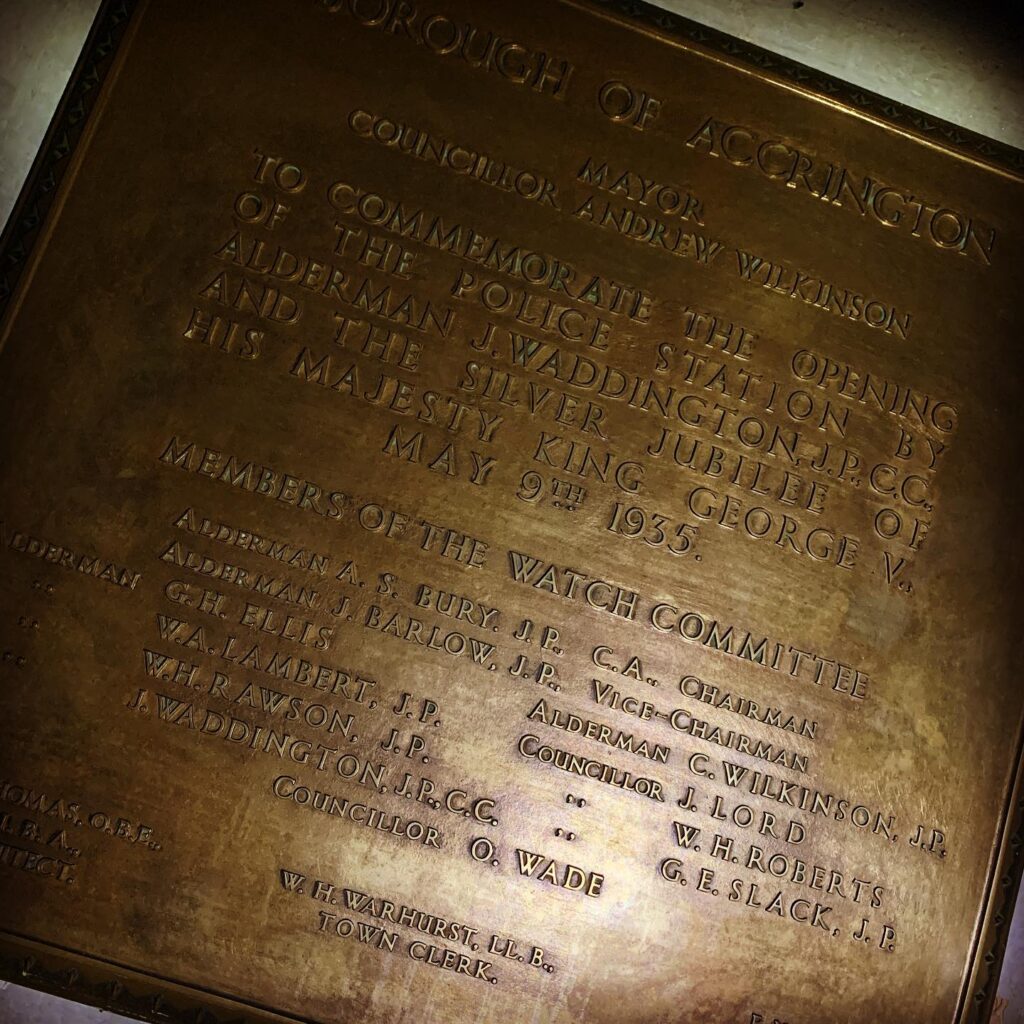 BOROUGH OF ACCRINGTON
MAYOR
COUNCILLOR ANDREW WILKINSON
TO COMMEMORATE THE OPENING
OF THE POLICE STATION BY
ALDERMAN J. WADDINGTON, J.P., C.C.,
AND THE SILVER JUBILEE OF
HIS MAJESTY KING GEORGE V.,
MAY 9TH 1935.
MEMBERS OF THE WATCH COMMITTEE
ALDERMAN A. S. BURY, J.P., C.A., CHAIRMAN
ALDERMAN J. BARLOW, J.P., VICE-CHAIRMAN
ALDERMAN G.H. ELLIS ALDERMAN C. WILKINSON, J.P.
,, W.A. LAMBERT, J.P. COUNCILLOR J. LORD
,, W.H. RAWSON, J.P. ,, W. H. ROBERTS
,, J. WADDINGTON, J.P., C.C. ,, G. E. SLACK, J.P.
COUNCILLOR O. WADE
THOMAS, O.B.E.,
W. H. WARHURST, LL. B.,
TOWN CLERK.